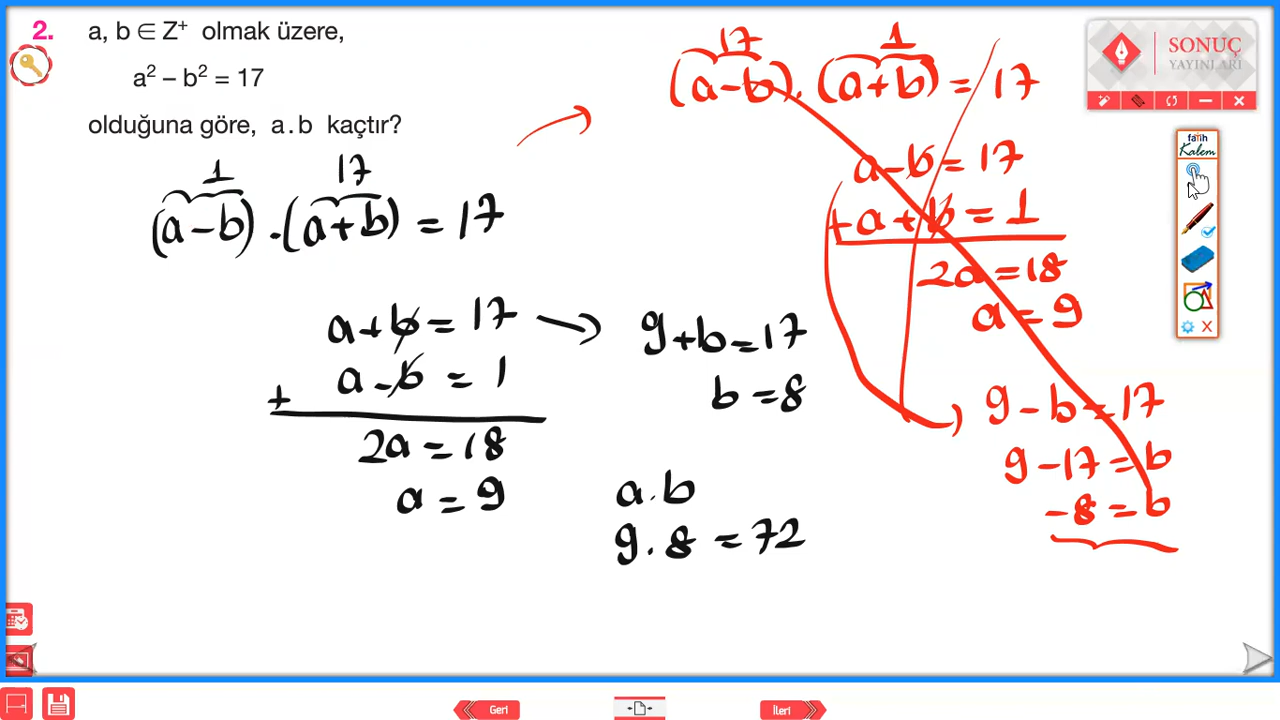 2. a, b ∈ Z⁺ olmak üzere,
a² – b² = 17
olduğuna göre, a.b kaçtır?
1 17
(a-b).(a+b) = 17
a+b = 17
+ a-b = 1
2a = 18
a = 9
9+b=17
b=8
a.b
9.8 = 72
17 1
(a-b).(a+b) = 17
a-b = 17
+a+b = 1
2a = 18
a = 9
9-b=17
9-17=b
-8=b
SONUÇ
YAYINLARI
fatih
Kalem
Geri
İleri